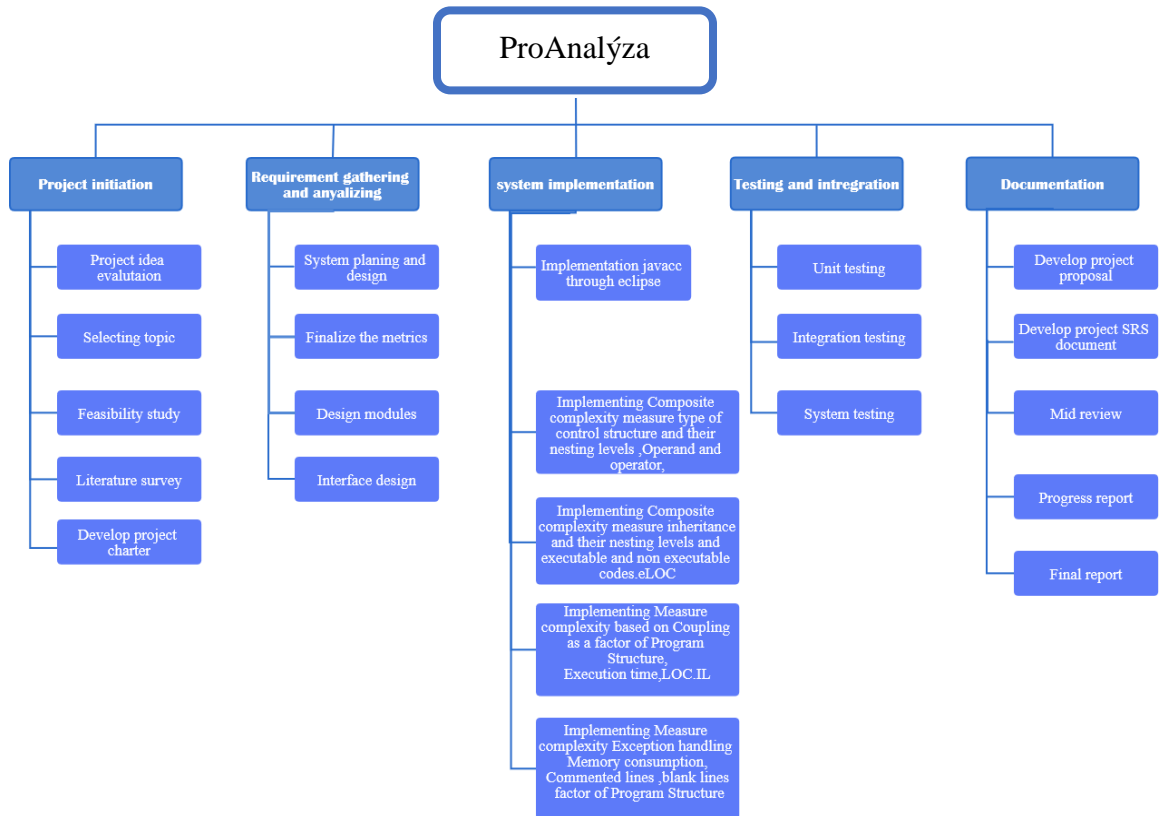 ProAnalýza
Project initiation
Project idea
evalutaion
Selecting topic
Feasibility study
Literature survey
Develop project
charter
Requirement gathering
and anyalizing
System planing and
design
Finalize the metrics
Design modules
Interface design
system implementation
Implementation javacc
through eclipse
Implementing Composite
complexity measure type of
control structure and their
nesting levels ,Operand and
operator,
Implementing Composite
complexity measure inheritance
and their nesting levels and
executable and non executable
codes.eLOC
Implementing Measure
complexity based on Coupling
as a factor of Program
Structure,
Execution time,LOC.IL
Implementing Measure
complexity Exception handling
Memory consumption,
Commented lines ,blank lines
factor of Program Structure
Testing and intregration
Unit testing
Integration testing
System testing
Documentation
Develop project
proposal
Develop project SRS
document
Mid review
Progress report
Final report